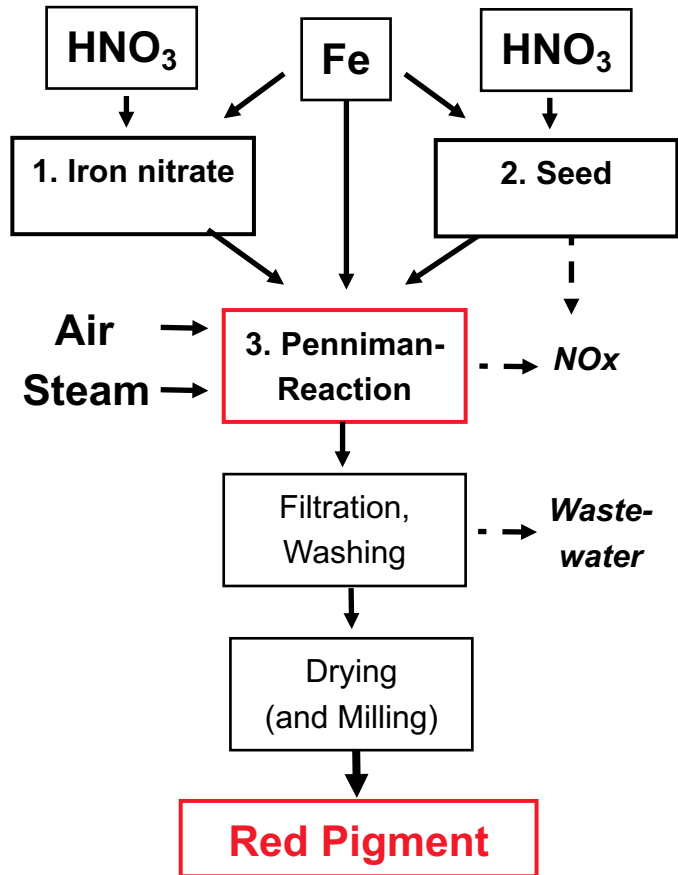 HNO3
Fe
HNO3
1. Iron nitrate
2. Seed
Air
Steam
3. Penniman-
Reaction
NOx
Filtration,
Washing
Waste-
water
Drying
(and Milling)
Red Pigment